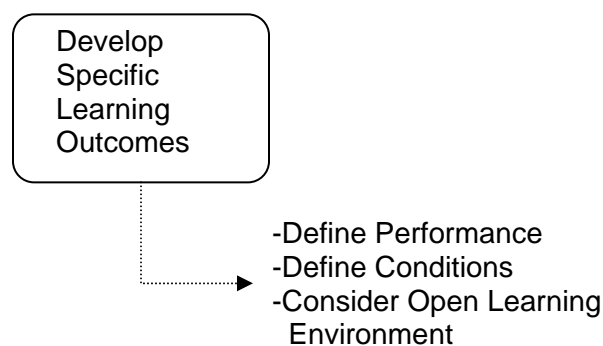 Develop
Specific
Learning
Outcomes
-Define Performance
-Define Conditions
-Consider Open Learning
Environment